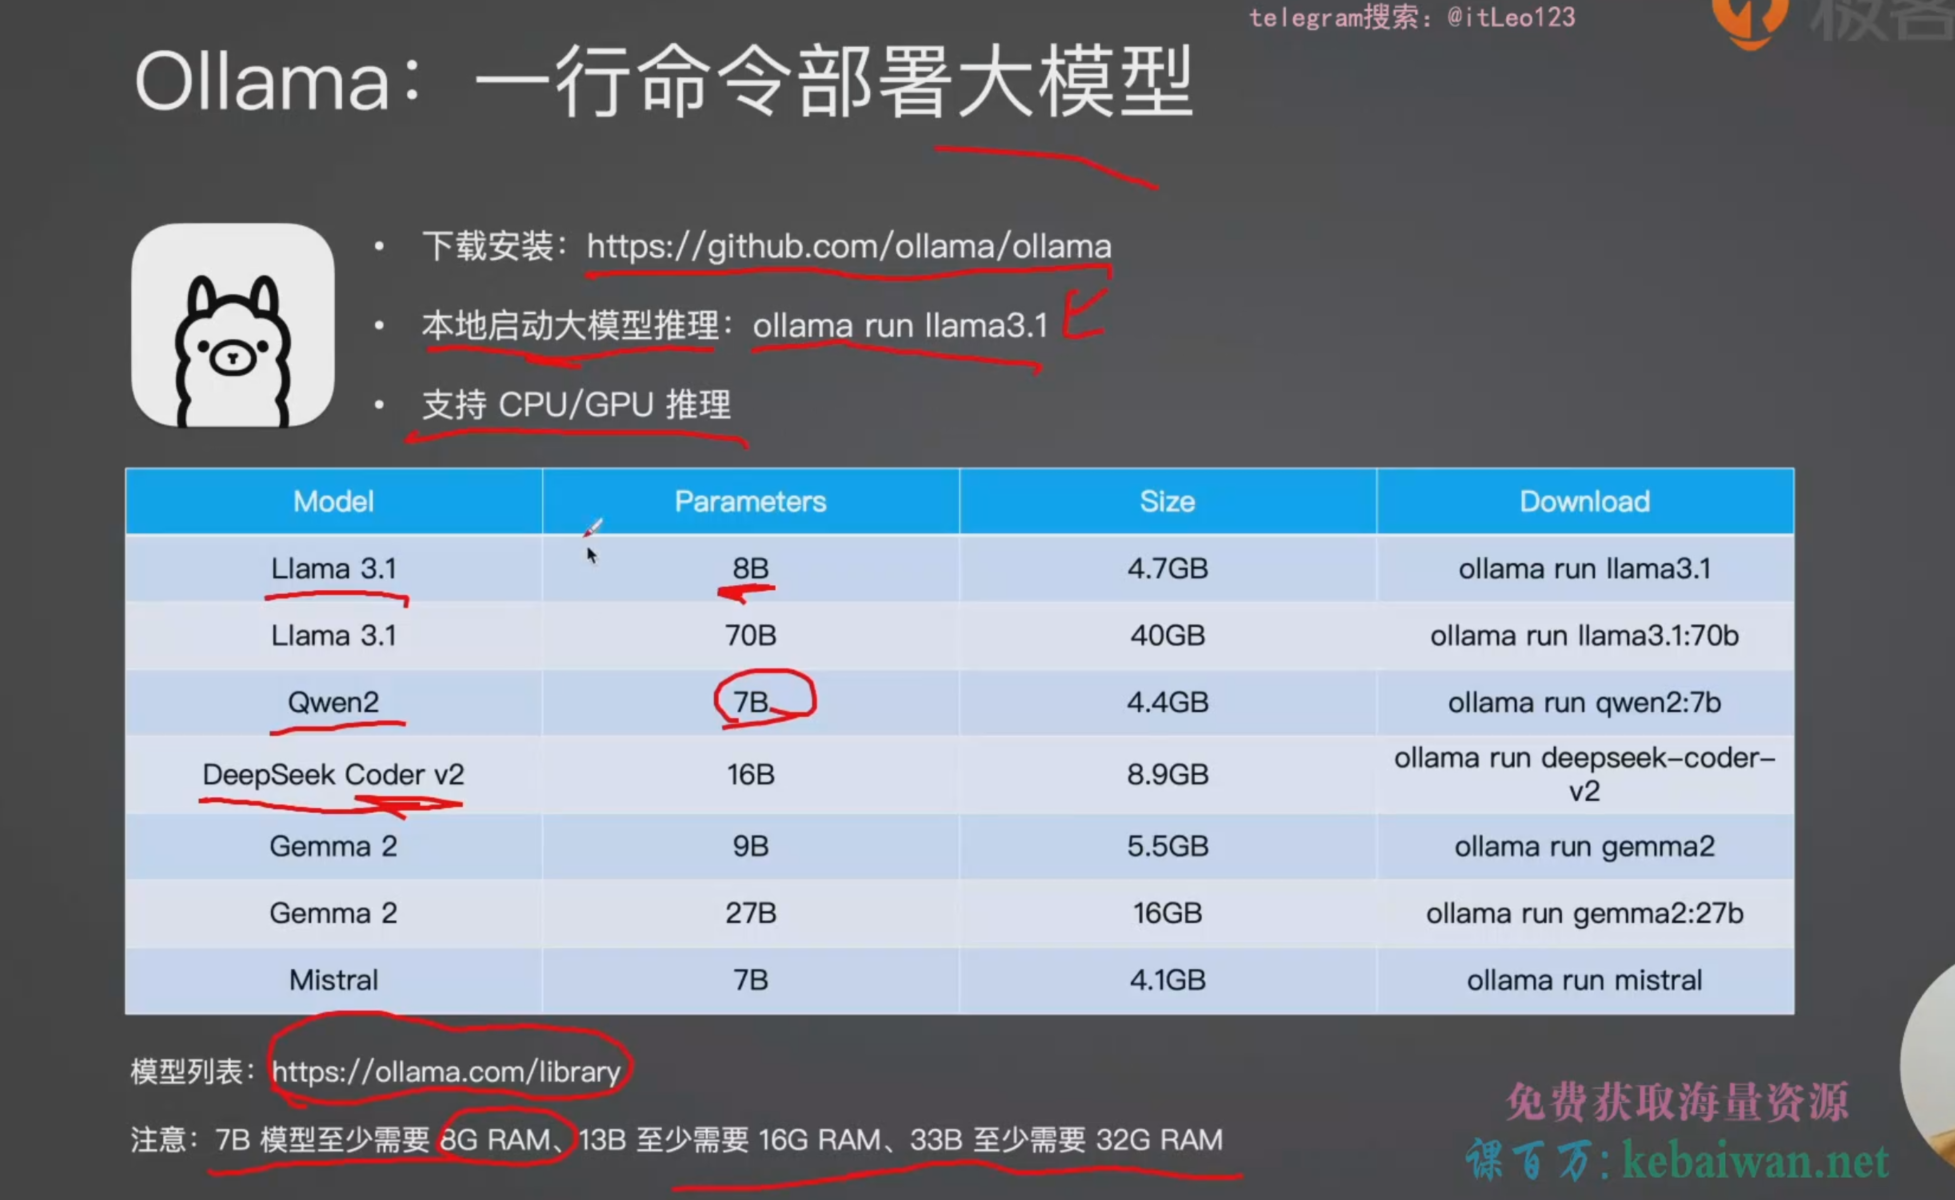 telegram搜索：@itLeo123
极客
Ollama：一行命令部署大模型
• 下载安装：https://github.com/ollama/ollama
• 本地启动大模型推理：ollama run llama3.1
• 支持 CPU/GPU 推理
Model Parameters Size Download
Llama 3.1 8B 4.7GB ollama run llama3.1
Llama 3.1 70B 40GB ollama run llama3.1:70b
Qwen2 7B 4.4GB ollama run qwen2:7b
DeepSeek Coder v2 16B 8.9GB ollama run deepseek-coder-
v2
Gemma 2 9B 5.5GB ollama run gemma2
Gemma 2 27B 16GB ollama run gemma2:27b
Mistral 7B 4.1GB ollama run mistral
模型列表：https://ollama.com/library
注意：7B 模型至少需要 8G RAM、13B 至少需要 16G RAM、33B 至少需要 32G RAM
免费获取海量资源
课百万：kebaiwan.net